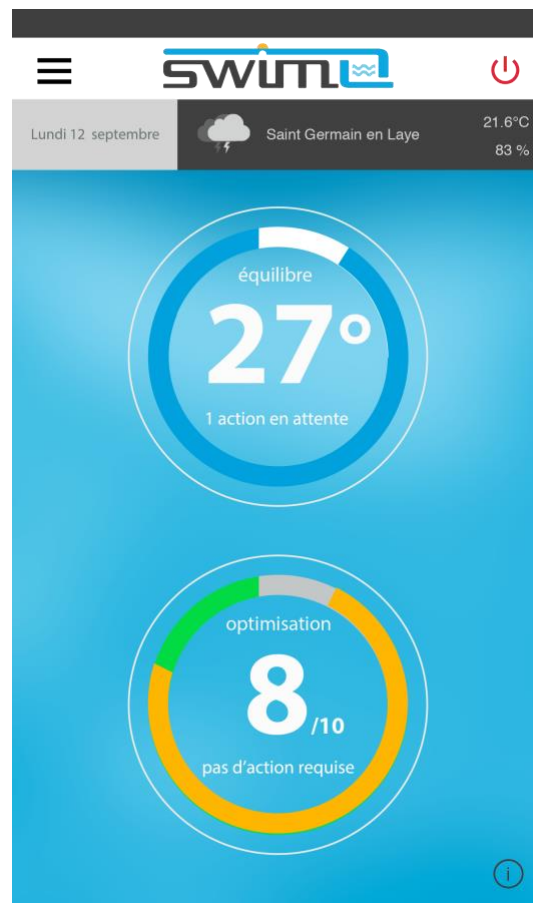 swim
Lundi 12 septembre
Saint Germain en Laye
21.6°C
83 %
équilibre
27°
1 action en attente
optimisation
8/10
pas d'action requise
i